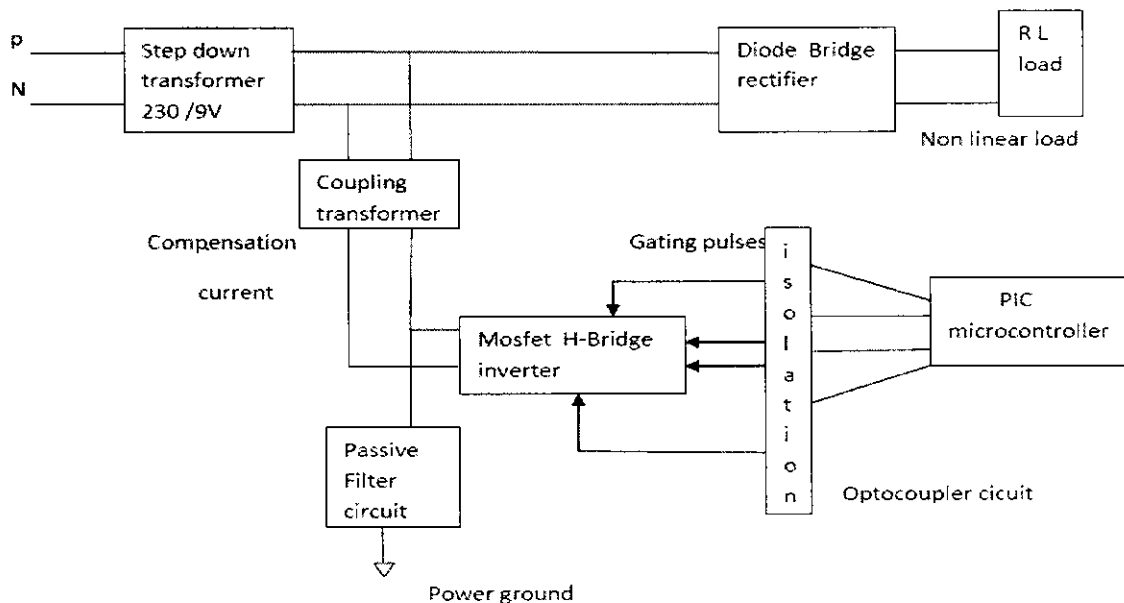 P
N
Step down
transformer
230 /9V
Diode Bridge
rectifier
R L
load
Non linear load
Coupling
transformer
Compensation
current
Gating pulses
i
s
o
l
a
t
i
o
n
PIC
microcontroller
Mosfet H-Bridge
inverter
Passive
Filter
circuit
Optocoupler cicuit
Power ground